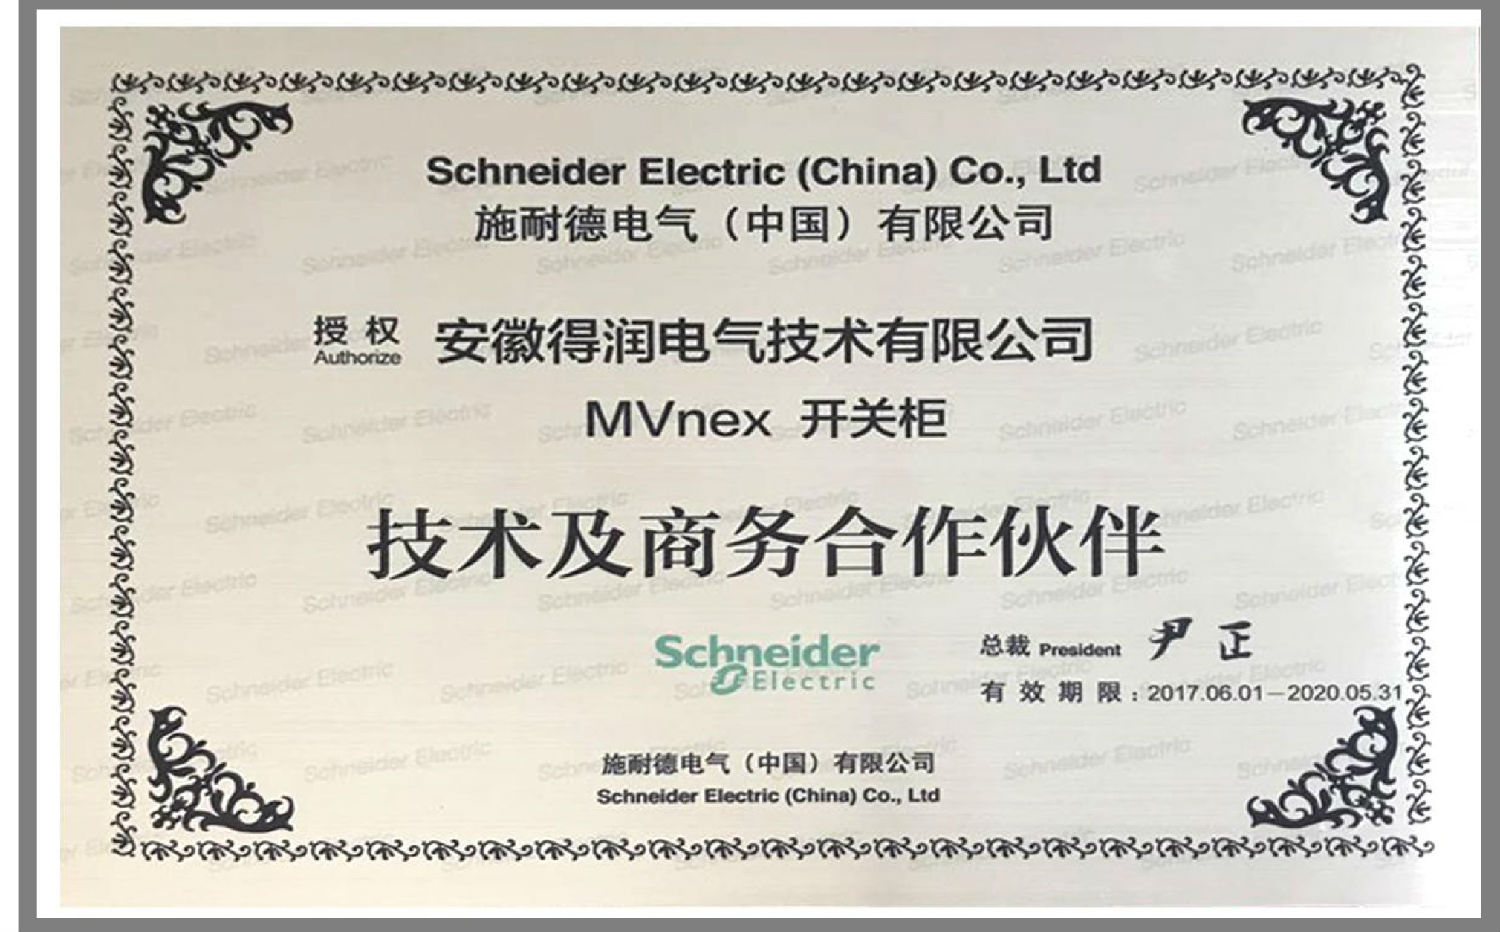 Schneider Electric (China) Co., Ltd
施耐德电气（中国）有限公司
授权 安徽得润电气技术有限公司
Authorize
MVnex 开关柜
技术及商务合作伙伴
Schneider
Electric
总裁 President 尹正
有效期限：2017.06.01－2020.05.31
施耐德电气（中国）有限公司
Schneider Electric (China) Co., Ltd